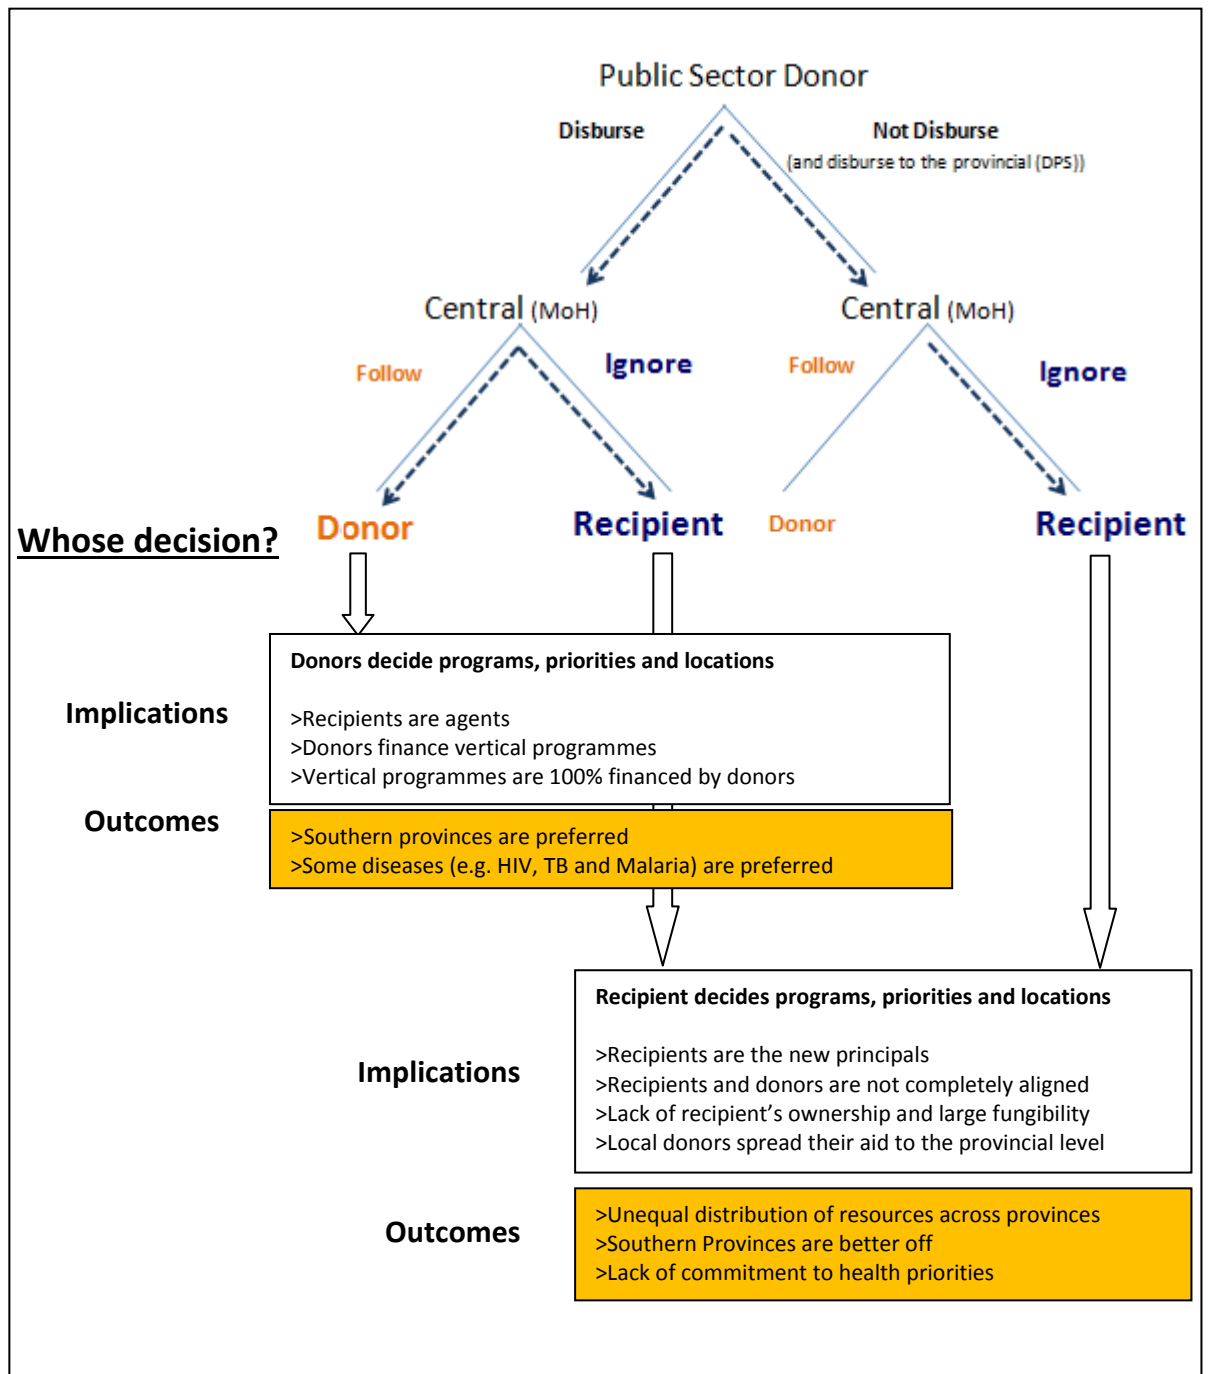 Public Sector Donor
Disburse
Not Disburse
(and disburse to the provincial (DPS))
Central (MoH)
Central (MoH)
Follow
Ignore
Follow
Ignore
Whose decision?
Donor
Recipient
Donor
Recipient
Donors decide programs, priorities and locations
Implications
>Recipients are agents
>Donors finance vertical programmes
>Vertical programmes are 100% financed by donors
Outcomes
>Southern provinces are preferred
>Some diseases (e.g. HIV, TB and Malaria) are preferred
Recipient decides programs, priorities and locations
Implications
>Recipients are the new principals
>Recipients and donors are not completely aligned
>Lack of recipient’s ownership and large fungibility
>Local donors spread their aid to the provincial level
Outcomes
>Unequal distribution of resources across provinces
>Southern Provinces are better off
>Lack of commitment to health priorities